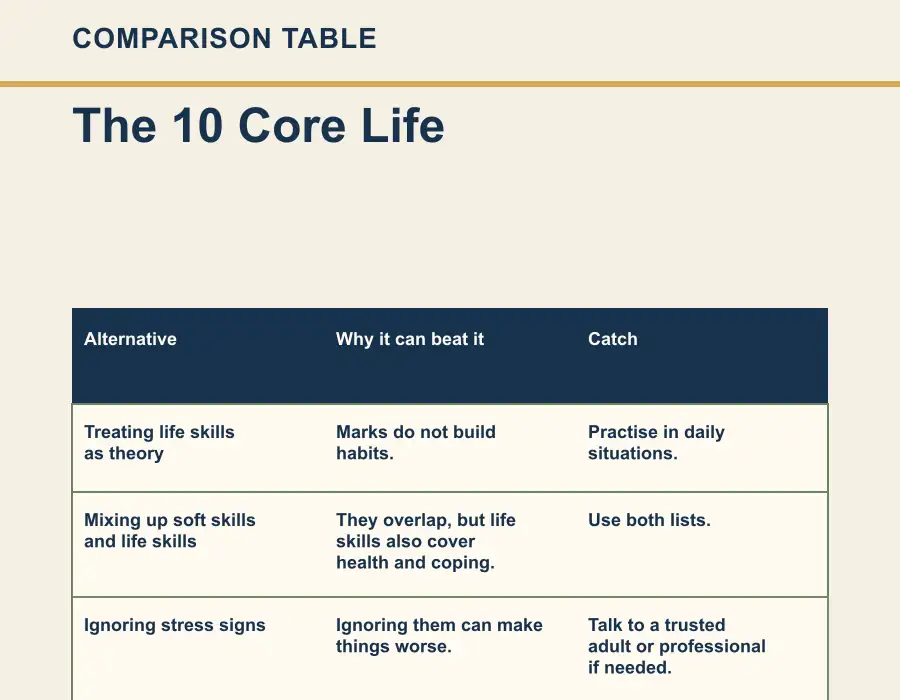 COMPARISON TABLE
The 10 Core Life
Alternative
Why it can beat it
Catch
Treating life skills
as theory
Marks do not build
habits.
Practise in daily
situations.
Mixing up soft skills
and life skills
They overlap, but life
skills also cover
health and coping.
Use both lists.
Ignoring stress signs
Ignoring them can make
things worse.
Talk to a trusted
adult or professional
if needed.